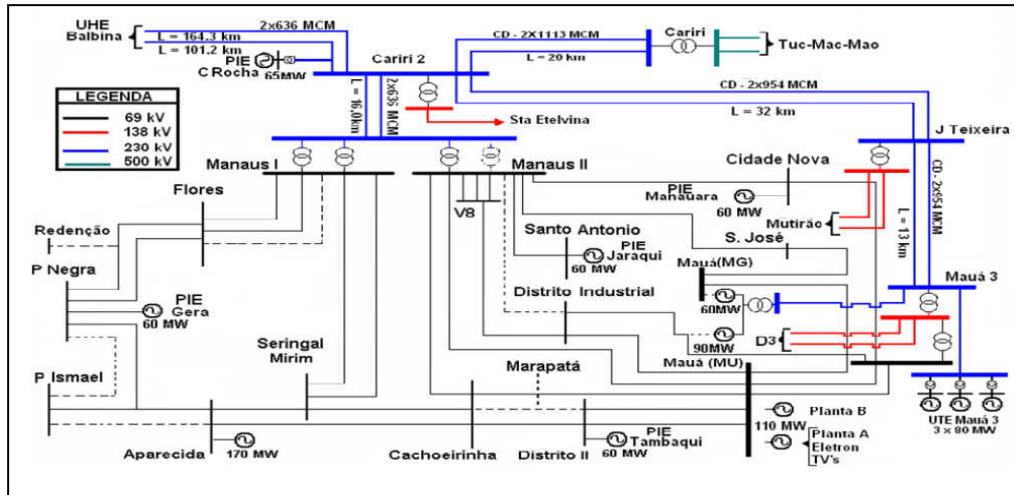 UHE
Balbina
2x636 MCM
L = 164.3 km
L = 101.2 km
PIE
C Rocha
65MW
Cariri 2
CD - 2X1113 MCM
L = 20 km
Cariri
Tuc-Mac-Mao
CD - 2x954 MCM
L = 32 km
LEGENDA
69 kV
138 kV
230 kV
500 kV
L = 16,0km
2x636 MCM
Sta Etelvina
J Teixeira
Manaus I
Manaus II
Cidade Nova
PIE
Manauara
60 MW
CD - 2x954 MCM
L = 13 km
Mutirão
Flores
Redenção
V8
Santo Antonio
PIE
Jaraqui
60 MW
S. José
Mauá(MG)
60MW
Mauá 3
P Negra
PIE
Gera
60 MW
Distrito Industrial
90MW
D3
Seringal
Mirim
Marapatá
Mauá (MU)
P Ismael
Aparecida
170 MW
Cachoeirinha
Distrito II
PIE
Tambaqui
60 MW
110 MW
Planta B
Planta A
Eletron
TV's
UTE Mauá 3
3 x 80 MW